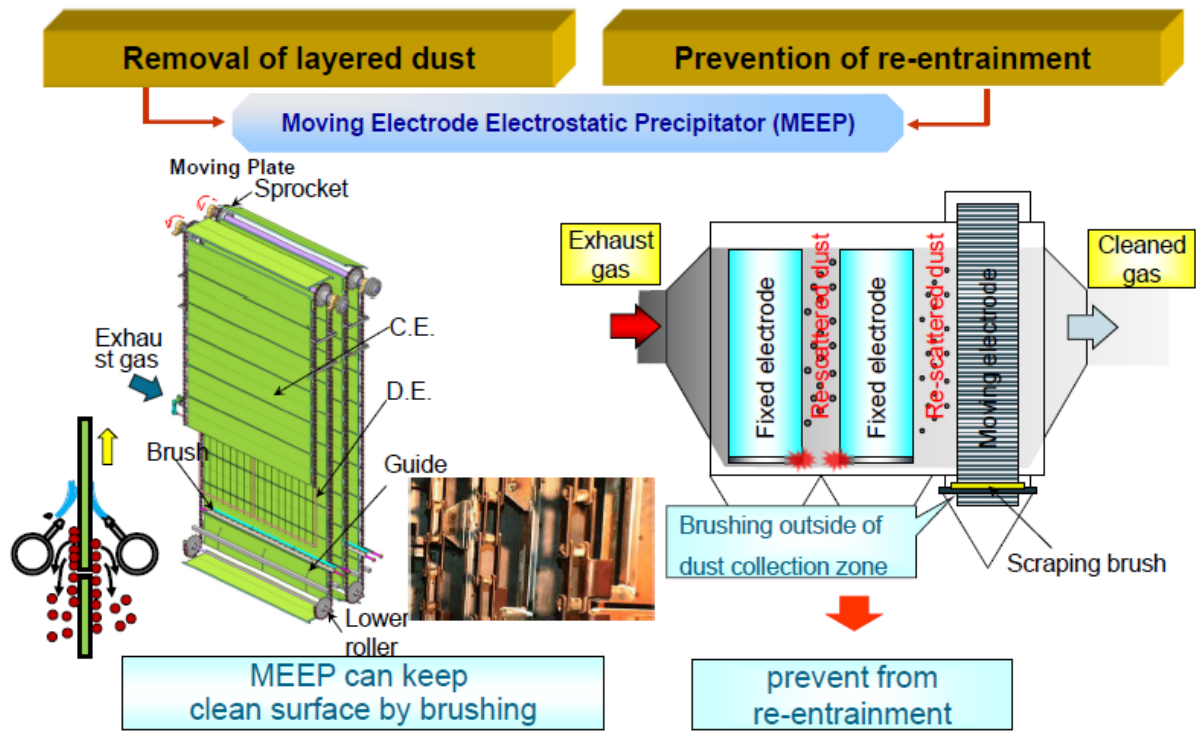 Removal of layered dust
Prevention of re-entrainment
Moving Electrode Electrostatic Precipitator (MEEP)
Moving Plate
Sprocket
C.E.
Exhau
st gas
D.E.
Brush
Guide
Lower
roller
MEEP can keep
clean surface by brushing
Exhaust
gas
Fixed electrode
Re-scattered dust
Fixed electrode
Re-scattered dust
Moving electrode
Cleaned
gas
Brushing outside of
dust collection zone
Scraping brush
prevent from
re-entrainment